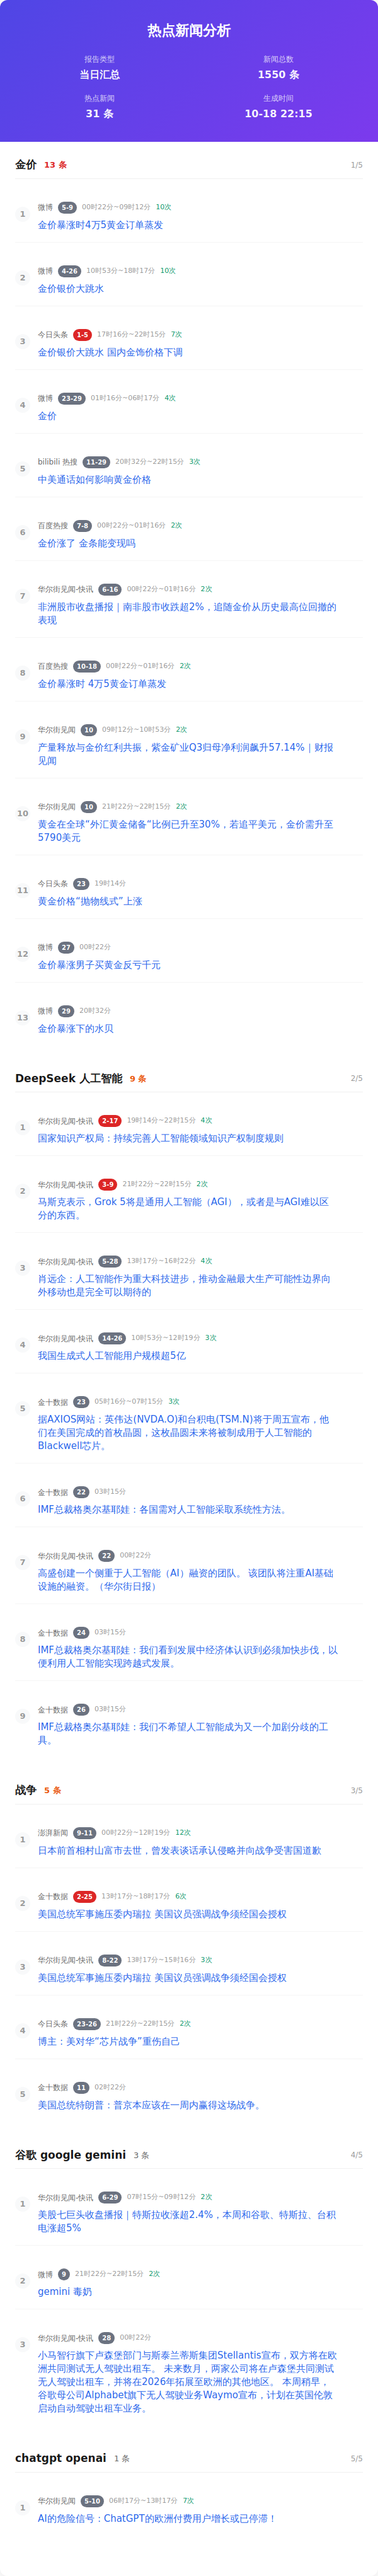 热点新闻分析
报告类型
当日汇总
新闻总数
1550 条
热点新闻
31 条
生成时间
10-18 22:15
金价 13 条 1/5
1
微博 5-9 00时22分~09时12分 10次
金价暴涨时4万5黄金订单蒸发
2
微博 4-26 10时53分~18时17分 10次
金价银价大跳水
3
今日头条 1-5 17时16分~22时15分 7次
金价银价大跳水 国内金饰价格下调
4
微博 23-29 01时16分~06时17分 4次
金价
5
bilibili 热搜 11-29 20时32分~22时15分 3次
中美通话如何影响黄金价格
6
百度热搜 7-8 00时22分~01时16分 2次
金价涨了 金条能变现吗
7
华尔街见闻-快讯 6-16 00时22分~01时16分 2次
非洲股市收盘播报｜南非股市收跌超2%，追随金价从历史最高位回撤的
表现
8
百度热搜 10-18 00时22分~01时16分 2次
金价暴涨时 4万5黄金订单蒸发
9
华尔街见闻 10 09时12分~10时53分 2次
产量释放与金价红利共振，紫金矿业Q3归母净利润飙升57.14%｜财报
见闻
10
华尔街见闻 10 21时22分~22时15分 2次
黄金在全球“外汇黄金储备”比例已升至30%，若追平美元，金价需升至
5790美元
11
今日头条 23 19时14分
黄金价格“抛物线式”上涨
12
微博 27 00时22分
金价暴涨男子买黄金反亏千元
13
微博 29 20时32分
金价暴涨下的水贝
DeepSeek 人工智能 9 条 2/5
1
华尔街见闻-快讯 2-17 19时14分~22时15分 4次
国家知识产权局：持续完善人工智能领域知识产权制度规则
2
华尔街见闻-快讯 3-9 21时22分~22时15分 2次
马斯克表示，Grok 5将是通用人工智能（AGI），或者是与AGI难以区
分的东西。
3
华尔街见闻-快讯 5-28 13时17分~16时22分 4次
肖远企：人工智能作为重大科技进步，推动金融最大生产可能性边界向
外移动也是完全可以期待的
4
华尔街见闻-快讯 14-26 10时53分~12时19分 3次
我国生成式人工智能用户规模超5亿
5
金十数据 23 05时16分~07时15分 3次
据AXIOS网站：英伟达(NVDA.O)和台积电(TSM.N)将于周五宣布，他
们在美国完成的首枚晶圆，这枚晶圆未来将被制成用于人工智能的
Blackwell芯片。
6
金十数据 22 03时15分
IMF总裁格奥尔基耶娃：各国需对人工智能采取系统性方法。
7
华尔街见闻-快讯 22 00时22分
高盛创建一个侧重于人工智能（AI）融资的团队。 该团队将注重AI基础
设施的融资。（华尔街日报）
8
金十数据 24 03时15分
IMF总裁格奥尔基耶娃：我们看到发展中经济体认识到必须加快步伐，以
便利用人工智能实现跨越式发展。
9
金十数据 26 03时15分
IMF总裁格奥尔基耶娃：我们不希望人工智能成为又一个加剧分歧的工
具。
战争 5 条 3/5
1
澎湃新闻 9-11 00时22分~12时19分 12次
日本前首相村山富市去世，曾发表谈话承认侵略并向战争受害国道歉
2
金十数据 2-25 13时17分~18时17分 6次
美国总统军事施压委内瑞拉 美国议员强调战争须经国会授权
3
华尔街见闻-快讯 8-22 13时17分~15时16分 3次
美国总统军事施压委内瑞拉 美国议员强调战争须经国会授权
4
今日头条 23-26 21时22分~22时15分 2次
博主：美对华“芯片战争”重伤自己
5
金十数据 11 02时22分
美国总统特朗普：普京本应该在一周内赢得这场战争。
谷歌 google gemini 3 条 4/5
1
华尔街见闻-快讯 6-29 07时15分~09时12分 2次
美股七巨头收盘播报｜特斯拉收涨超2.4%，本周和谷歌、特斯拉、台积
电涨超5%
2
微博 9 21时22分~22时15分 2次
gemini 毒奶
3
华尔街见闻-快讯 28 00时22分
小马智行旗下卢森堡部门与斯泰兰蒂斯集团Stellantis宣布，双方将在欧
洲共同测试无人驾驶出租车。 未来数月，两家公司将在卢森堡共同测试
无人驾驶出租车，并将在2026年拓展至欧洲的其他地区。 本周稍早，
谷歌母公司Alphabet旗下无人驾驶业务Waymo宣布，计划在英国伦敦
启动自动驾驶出租车业务。
chatgpt openai 1 条 5/5
1
华尔街见闻 5-10 06时17分~13时17分 7次
AI的危险信号：ChatGPT的欧洲付费用户增长或已停滞！